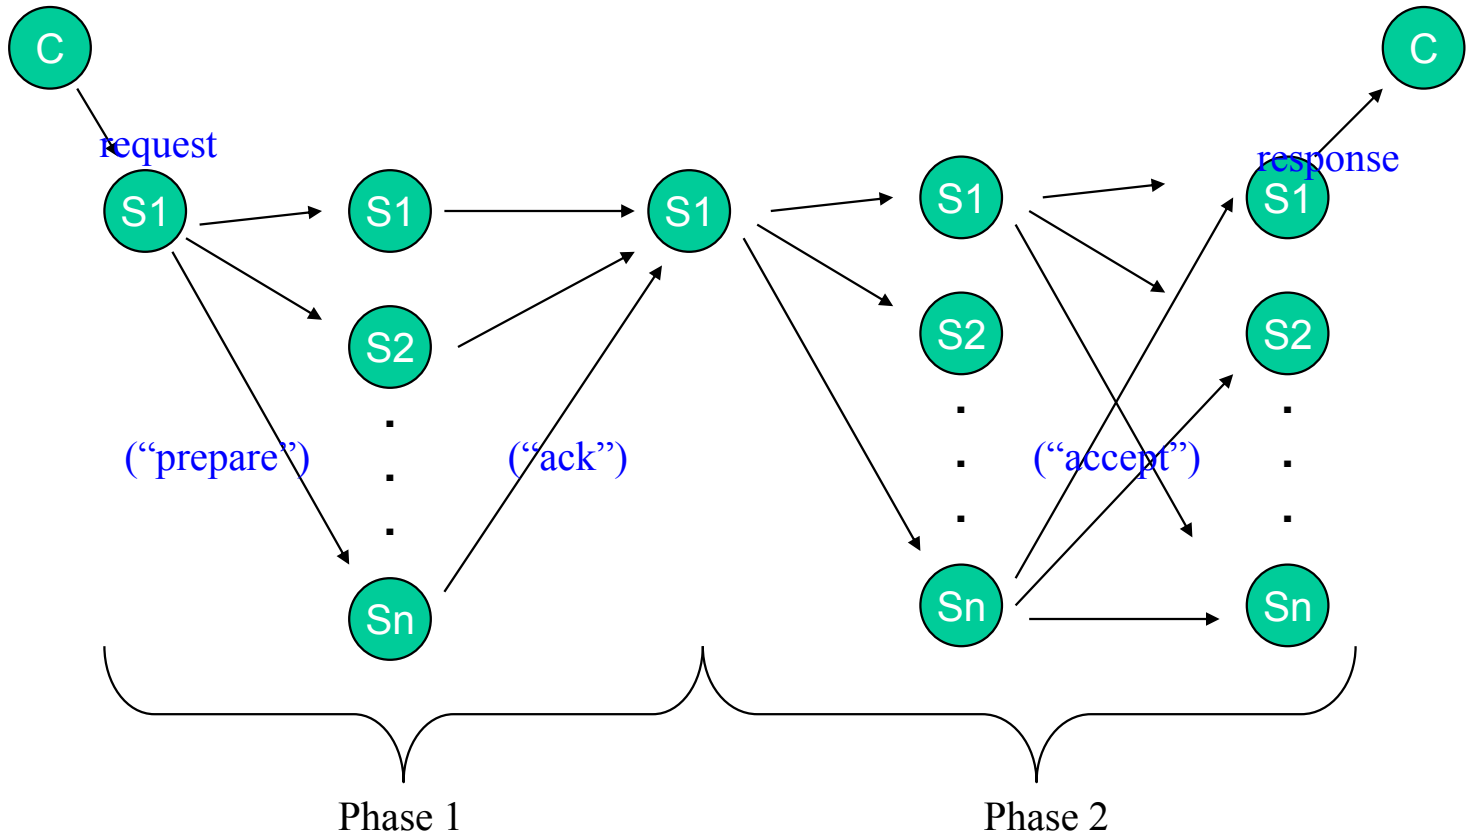 C
C
request
response
S1
S1
S1
S1
S1
S2
S2
S2
.
.
.
.
.
.
.
.
.
(“prepare”)
(“ack”)
(“accept”)
Sn
Sn
Sn
Phase 1
Phase 2